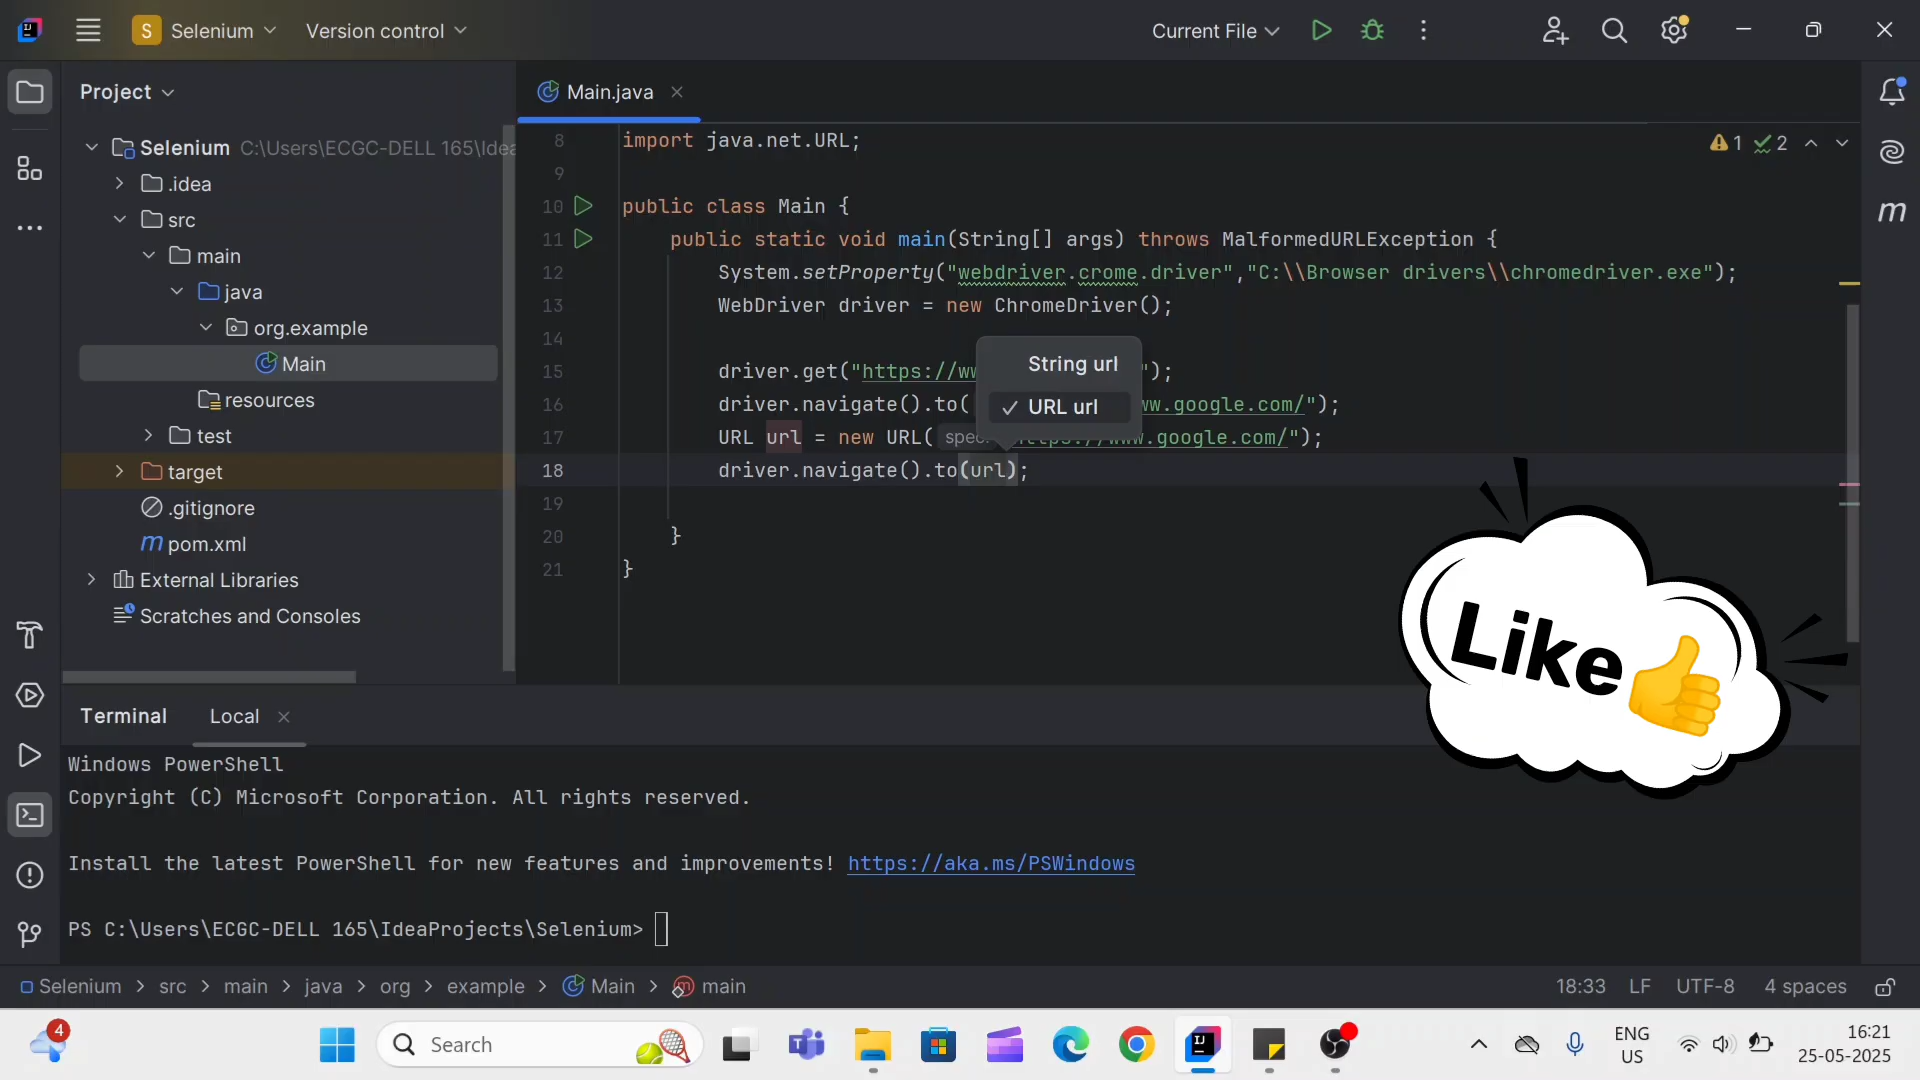 S Selenium Version control Current File
Project
Main.java
Selenium C:\Users\ECGC-DELL 165\Idea
.idea
src
main
java
org.example
Main
resources
test
target
.gitignore
m pom.xml
External Libraries
Scratches and Consoles
1 2
m
8 import java.net.URL;
9
10 public class Main {
11 public static void main(String[] args) throws MalformedURLException {
12 System.setProperty("webdriver.crome.driver","C:\\Browser drivers\\chromedriver.exe");
13 WebDriver driver = new ChromeDriver();
14
15 driver.get("https://ww ");
16 driver.navigate().to( ww.google.com/");
17 URL url = new URL( spec: https://www.google.com/");
18 driver.navigate().to(url);
19
20 }
21 }
String url
URL url
Like
Terminal Local
Windows PowerShell
Copyright (C) Microsoft Corporation. All rights reserved.
Install the latest PowerShell for new features and improvements! https://aka.ms/PSWindows
PS C:\Users\ECGC-DELL 165\IdeaProjects\Selenium>
Selenium > src > main > java > org > example > Main > main
18:33 LF UTF-8 4 spaces
4
Search
ENG
US
16:21
25-05-2025